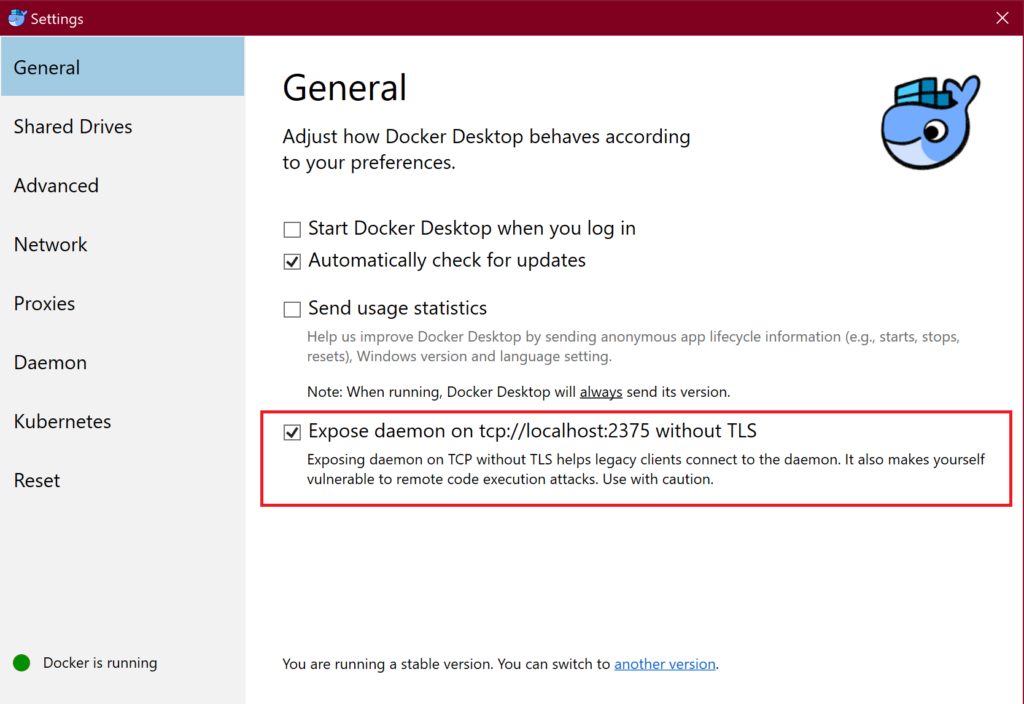 Settings
General
Shared Drives
Advanced
Network
Proxies
Daemon
Kubernetes
Reset
Docker is running
General
Adjust how Docker Desktop behaves according
to your preferences.
Start Docker Desktop when you log in
Automatically check for updates
Send usage statistics
Help us improve Docker Desktop by sending anonymous app lifecycle information (e.g., starts, stops,
resets), Windows version and language setting.
Note: When running, Docker Desktop will always send its version.
Expose daemon on tcp://localhost:2375 without TLS
Exposing daemon on TCP without TLS helps legacy clients connect to the daemon. It also makes yourself
vulnerable to remote code execution attacks. Use with caution.
You are running a stable version. You can switch to another version.